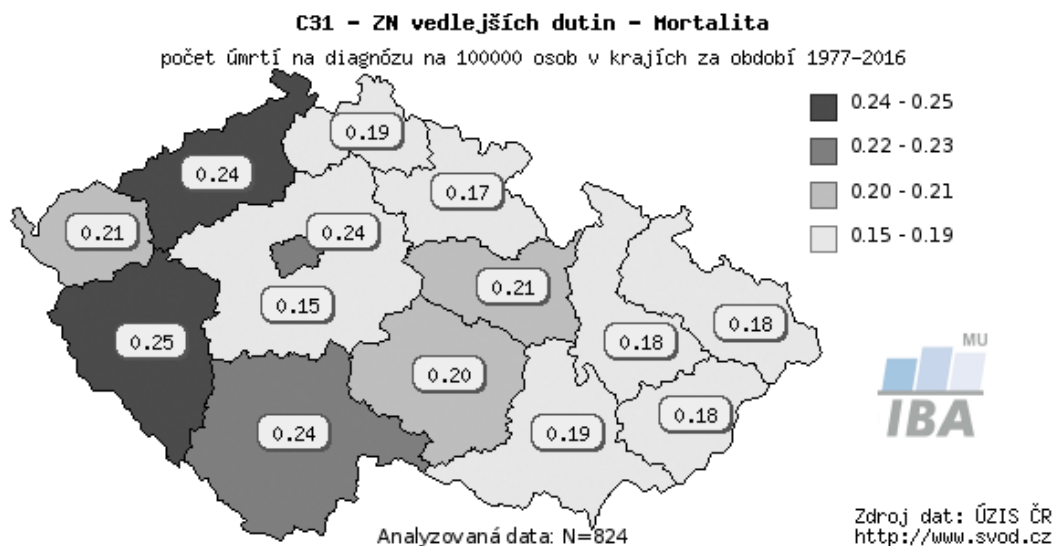 C31 - ZN vedlejších dutin - Mortalita
počet úmrtí na diagnózu na 100000 osob v krajích za období 1977-2016
0.24 - 0.25
0.22 - 0.23
0.20 - 0.21
0.15 - 0.19
0.19
0.24
0.17
0.21
0.24
0.21
0.15
0.18
0.25
0.18
0.20
0.18
0.24
0.19
MU
IBA
Analyzovaná data: N=824
Zdroj dat: ÚZIS ČR
http://www.svod.cz